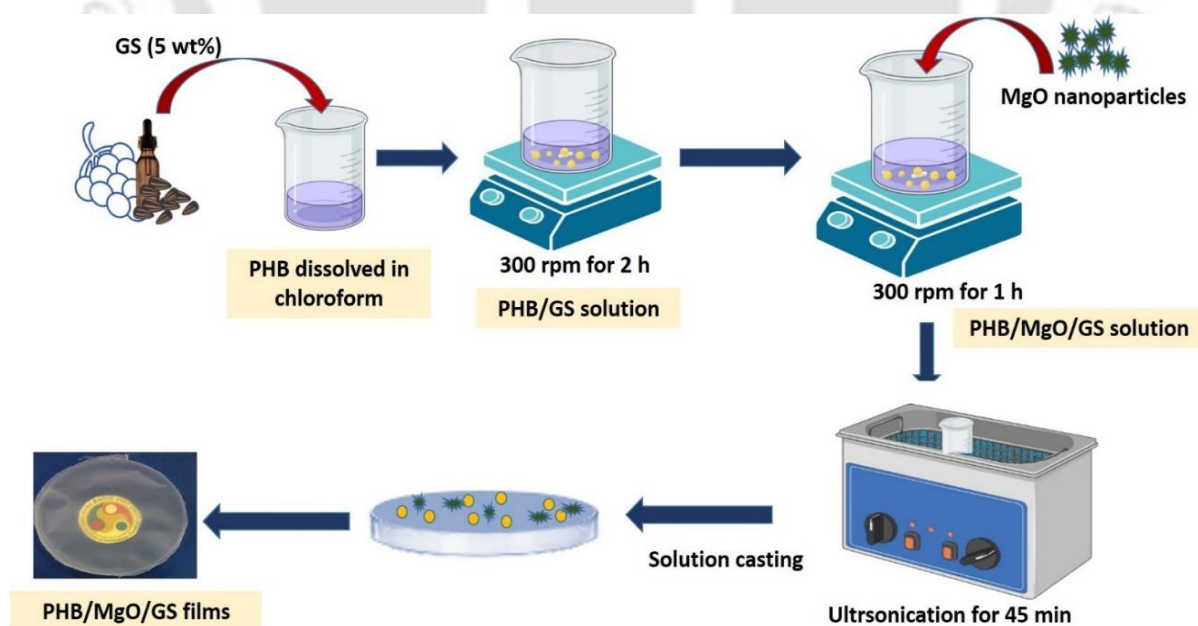 GS (5 wt%)
MgO nanoparticles
PHB dissolved in
chloroform
300 rpm for 2 h
PHB/GS solution
300 rpm for 1 h
PHB/MgO/GS solution
Ultrsonication for 45 min
Solution casting
PHB/MgO/GS films